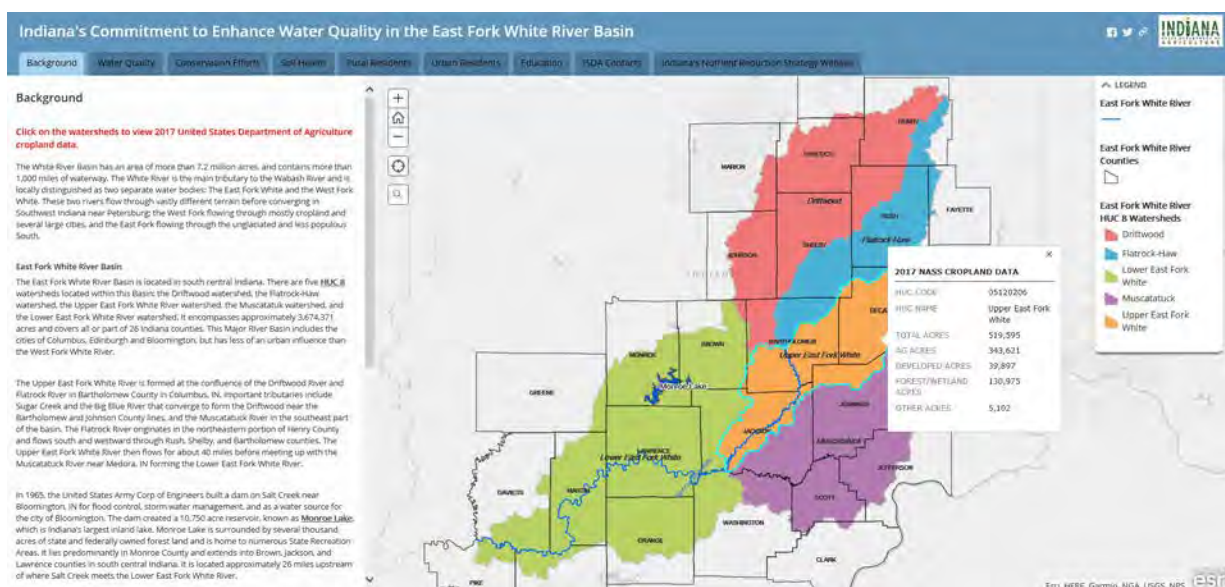 Indiana's Commitment to Enhance Water Quality in the East Fork White River Basin
INDIANA
AGRICULTURE
Background Water Quality Conservation Efforts Soil Health Rural Residents Urban Residents Education ISDA Contacts Indiana's Nutrient Reduction Strategy Website
Background
Click on the watersheds to view 2017 United States Department of Agriculture
cropland data.
The White River Basin has an area of more than 7.2 million acres, and contains more than
1,000 miles of waterway. The White River is the main tributary to the Wabash River and is
locally distinguished as two separate water bodies: The East Fork White and the West Fork
White. These two rivers flow through vastly different terrain before converging in
Southwest Indiana near Petersburg; the West Fork flowing through mostly cropland and
several large cities, and the East Fork flowing through the unglaciated and less populous
South.
East Fork White River Basin
The East Fork White River Basin is located in south central Indiana. There are five HUC 8
watersheds located within this Basin: the Driftwood watershed, the Flatrock-Haw
watershed, the Upper East Fork White River watershed, the Muscatatuk watershed, and
the Lower East Fork White River watershed. It encompasses approximately 3,674,371
acres and covers all or part of 26 Indiana counties. This Major River Basin includes the
cities of Columbus, Edinburgh and Bloomington, but has less of an urban influence than
the West Fork White River.
The Upper East Fork White River is formed at the confluence of the Driftwood River and
Flatrock River in Bartholomew County in Columbus, IN. Important tributaries include
Sugar Creek and the Big Blue River that converge to form the Driftwood near the
Bartholomew and Johnson County lines, and the Muscatatuk River in the southeast part
of the basin. The Flatrock River originates in the northeastern portion of Henry County
and flows south and westward through Rush, Shelby, and Bartholomew counties. The
Upper East Fork White River then flows for about 40 miles before meeting up with the
Muscatatuk River near Medora, IN forming the Lower East Fork White River.
In 1965, the United States Army Corp of Engineers built a dam on Salt Creek near
Bloomington, IN for flood control, storm water management, and as a water source for
the city of Bloomington. The dam created a 10,750 acre reservoir, known as Monroe Lake,
which is Indiana's largest inland lake. Monroe Lake is surrounded by several thousand
acres of state and federally owned forest land and is home to numerous State Recreation
Areas. It lies predominantly in Monroe County and extends into Brown, Jackson, and
Lawrence counties in south central Indiana. It is located approximately 26 miles upstream
of where Salt Creek meets the Lower East Fork White River.
HENRY
HANCOCK
MARION
Driftwood
RUSH
FAYETTE
SHELBY
Flatrock-Haw
JOHNSON
DECA
BARTHOLOMEW
BROWN
MONROE
Upper East Fork White
Monroe Lake
GREENE
JENNINGS
JACKSON
Muscatatuck
LAWRENCE
Lower East Fork White
JEFFERSON
DAVIESS
MARTIN
SCOTT
WASHINGTON
ORANGE
CLARK
PIKE
2017 NASS CROPLAND DATA
HUC CODE 05120206
HUC NAME Upper East Fork
White
TOTAL ACRES 519,595
AG ACRES 343,621
DEVELOPED ACRES 39,897
FOREST/WETLAND
ACRES 130,975
OTHER ACRES 5,102
LEGEND
East Fork White River
East Fork White River
Counties
East Fork White River
HUC 8 Watersheds
Driftwood
Flatrock-Haw
Lower East Fork
White
Muscatatuck
Upper East Fork
White
Esri, HERE, Garmin, NGA, USGS, NPS
esri